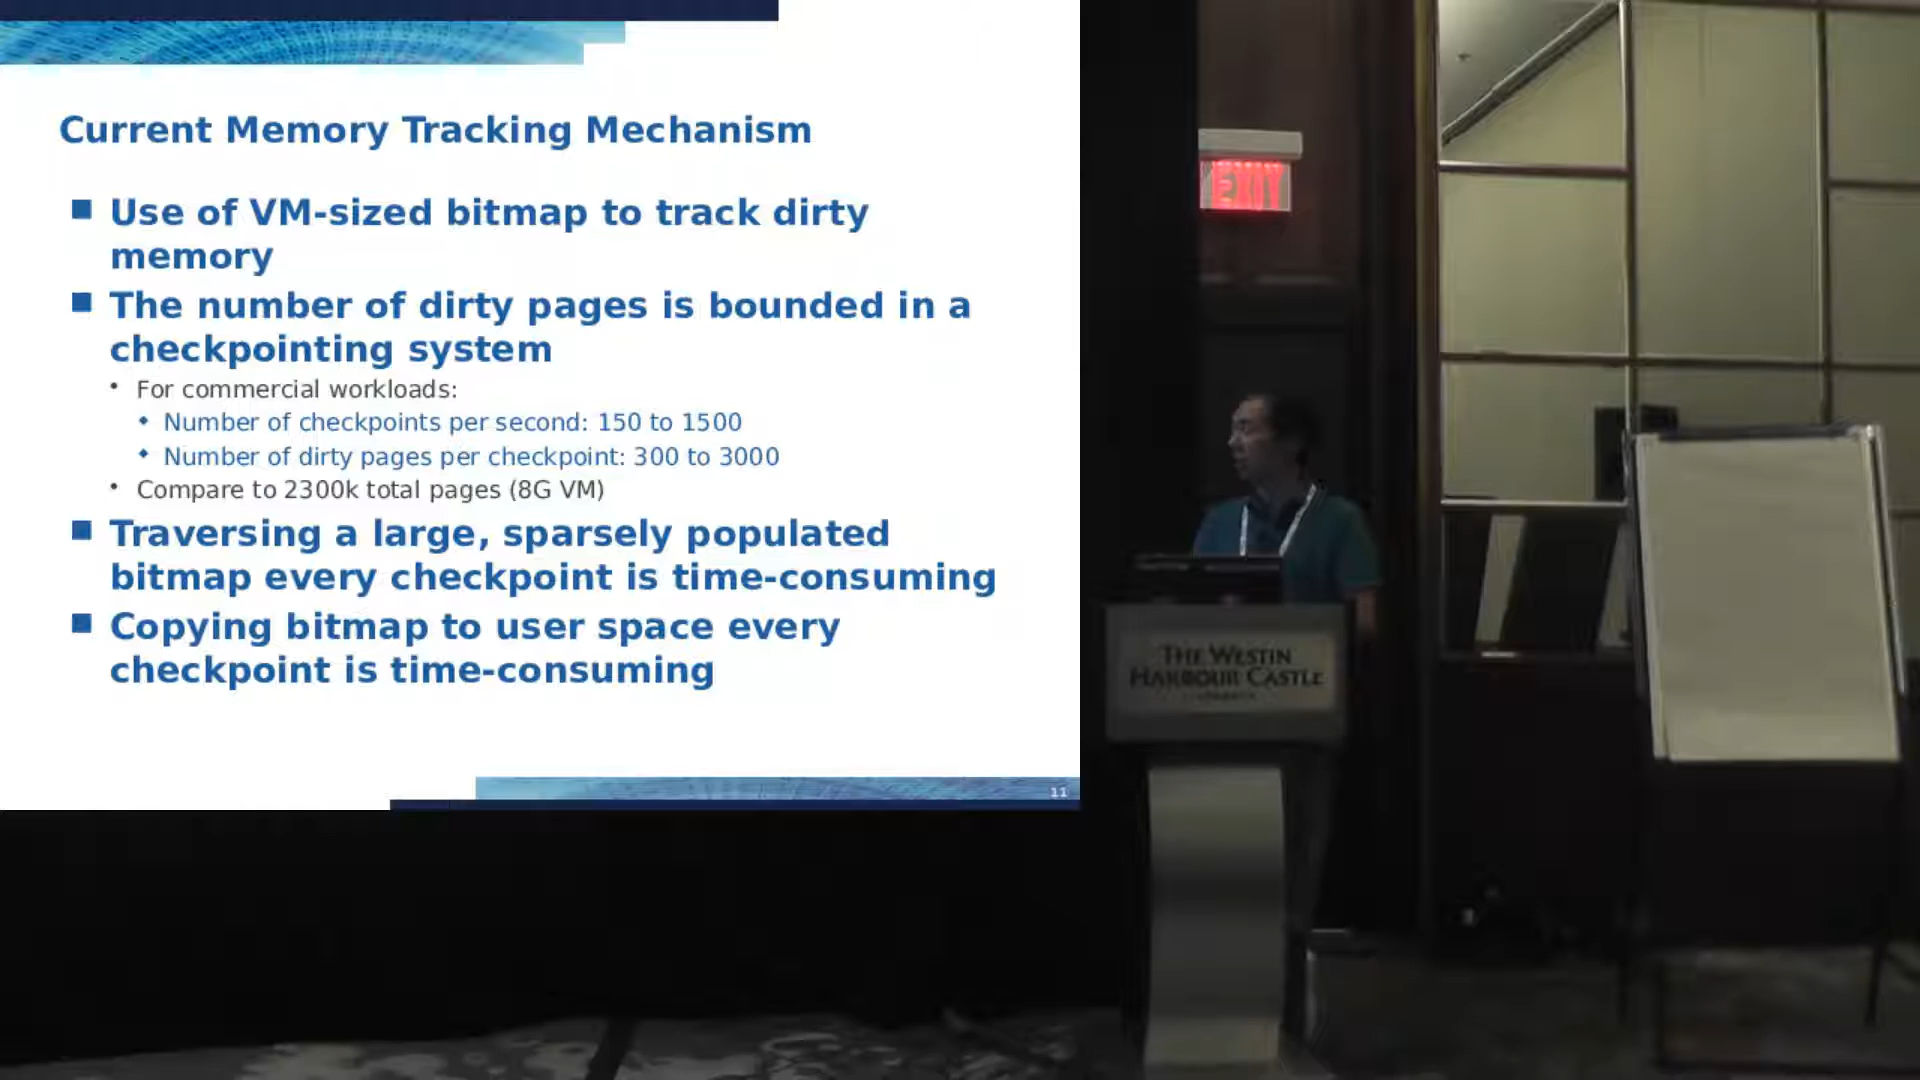 Current Memory Tracking Mechanism
Use of VM-sized bitmap to track dirty
memory
The number of dirty pages is bounded in a
checkpointing system
For commercial workloads:
Number of checkpoints per second: 150 to 1500
Number of dirty pages per checkpoint: 300 to 3000
Compare to 2300k total pages (8G VM)
Traversing a large, sparsely populated
bitmap every checkpoint is time-consuming
Copying bitmap to user space every
checkpoint is time-consuming
11
EXIT
THE WESTIN
HARBOUR CASTLE